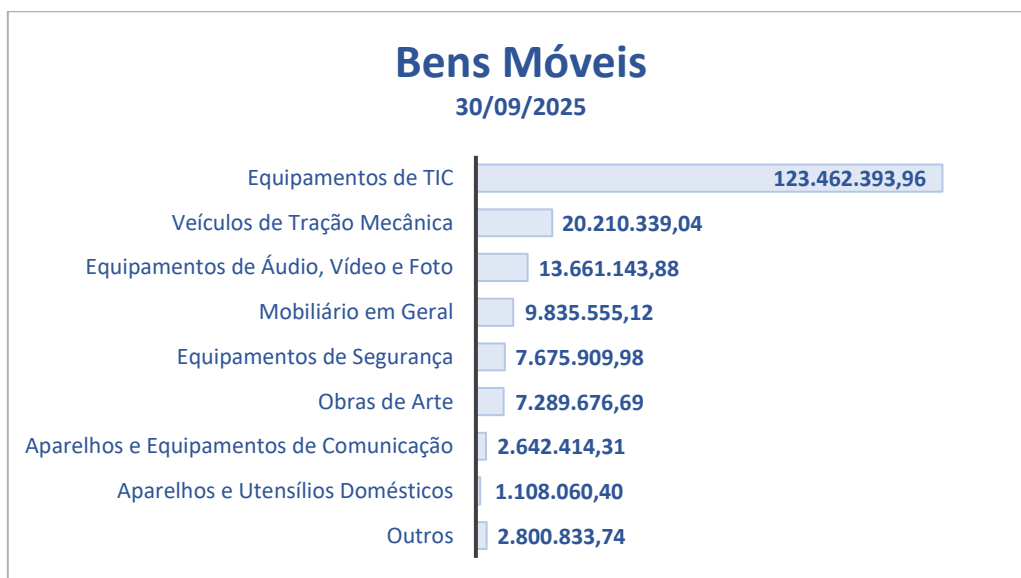 Bens Móveis
30/09/2025
Equipamentos de TIC 123.462.393,96
Veículos de Tração Mecânica 20.210.339,04
Equipamentos de Áudio, Vídeo e Foto 13.661.143,88
Mobiliário em Geral 9.835.555,12
Equipamentos de Segurança 7.675.909,98
Obras de Arte 7.289.676,69
Aparelhos e Equipamentos de Comunicação 2.642.414,31
Aparelhos e Utensílios Domésticos 1.108.060,40
Outros 2.800.833,74